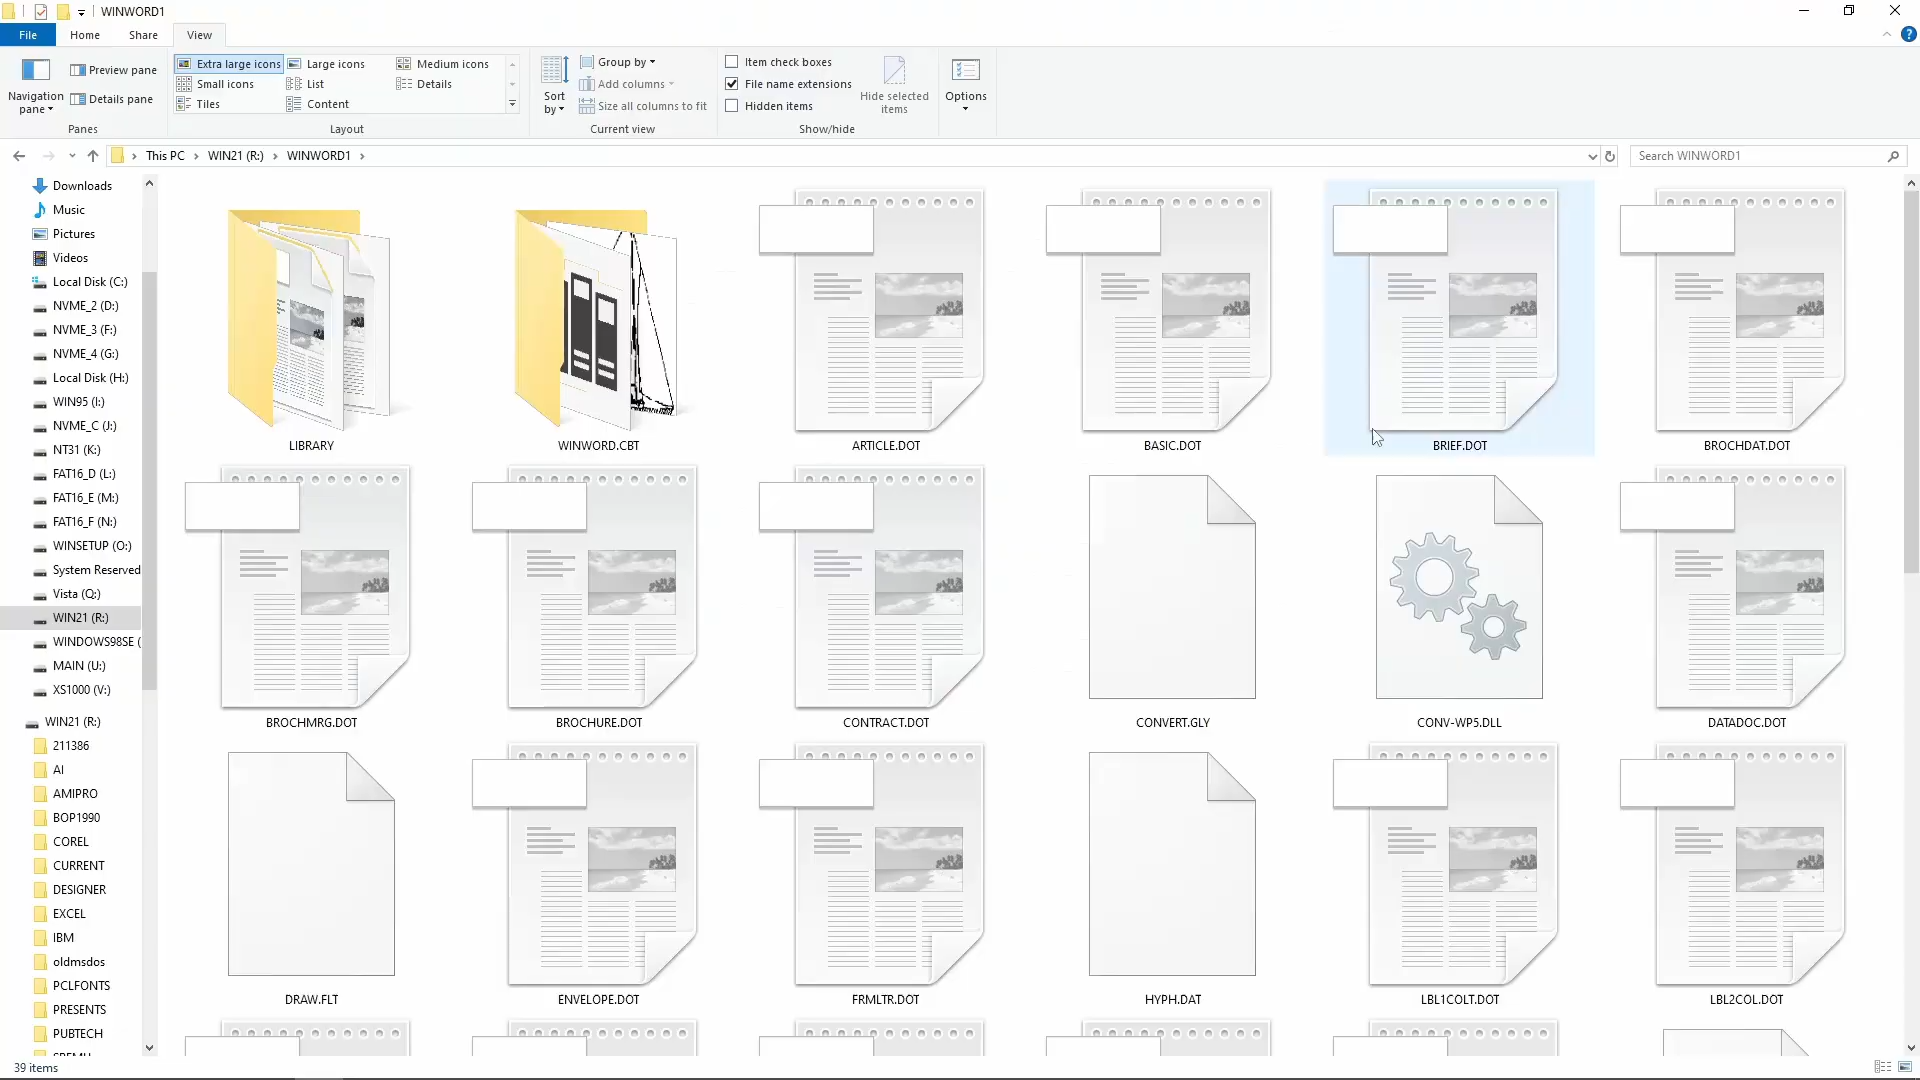 WINWORD1
File
Home
Share
View
Navigation
pane
Preview pane
Details pane
Panes
Extra large icons
Large icons
Medium icons
Small icons
List
Details
Tiles
Content
Layout
Sort
by
Group by
Add columns
Size all columns to fit
Current view
Item check boxes
File name extensions
Hidden items
Hide selected
items
Show/hide
Options
This PC > WIN21 (R:) > WINWORD1 >
Search WINWORD1
Downloads
Music
Pictures
Videos
Local Disk (C:)
NVME_2 (D:)
NVME_3 (F:)
NVME_4 (G:)
Local Disk (H:)
WIN95 (I:)
NVME_C (J:)
NT31 (K:)
FAT16_D (L:)
FAT16_E (M:)
FAT16_F (N:)
WINSETUP (O:)
System Reserved
Vista (Q:)
WIN21 (R:)
WINDOWS98SE (
MAIN (U:)
XS1000 (V:)
WIN21 (R:)
211386
AI
AMIPRO
BOP1990
COREL
CURRENT
DESIGNER
EXCEL
IBM
oldmsdos
PCLFONTS
PRESENTS
PUBTECH
LIBRARY
WINWORD.CBT
ARTICLE.DOT
BASIC.DOT
BRIEF.DOT
BROCHDAT.DOT
BROCHMRG.DOT
BROCHURE.DOT
CONTRACT.DOT
CONVERT.GLY
CONV-WP5.DLL
DATADOC.DOT
DRAW.FLT
ENVELOPE.DOT
FRMLTR.DOT
HYPH.DAT
LBL1COLT.DOT
LBL2COL.DOT
39 items